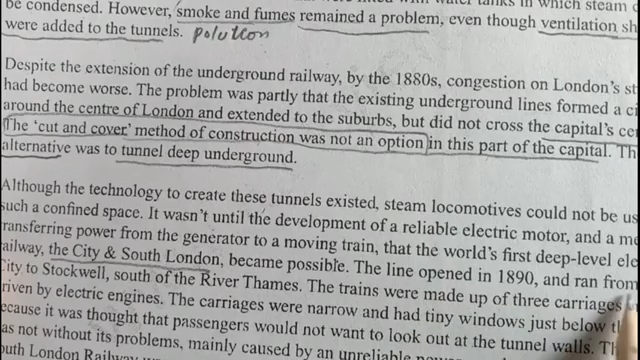 be condensed. However, smoke and fumes remained a problem, even though ventilation sh
were added to the tunnels. polution
Despite the extension of the underground railway, by the 1880s, congestion on London's st
had become worse. The problem was partly that the existing underground lines formed a ci
around the centre of London and extended to the suburbs, but did not cross the capital's cen
The 'cut and cover' method of construction was not an option in this part of the capital. Th
alternative was to tunnel deep underground.
Although the technology to create these tunnels existed, steam locomotives could not be us
such a confined space. It wasn't until the development of a reliable electric motor, and a me
ransferring power from the generator to a moving train, that the world's first deep-level ele
ailway, the City & South London, became possible. The line opened in 1890, and ran from
City to Stockwell, south of the River Thames. The trains were made up of three carriages
riven by electric engines. The carriages were narrow and had tiny windows just below th
ecause it was thought that passengers would not want to look out at the tunnel walls. Th
as not without its problems, mainly caused by an unreliable
outh London Railway